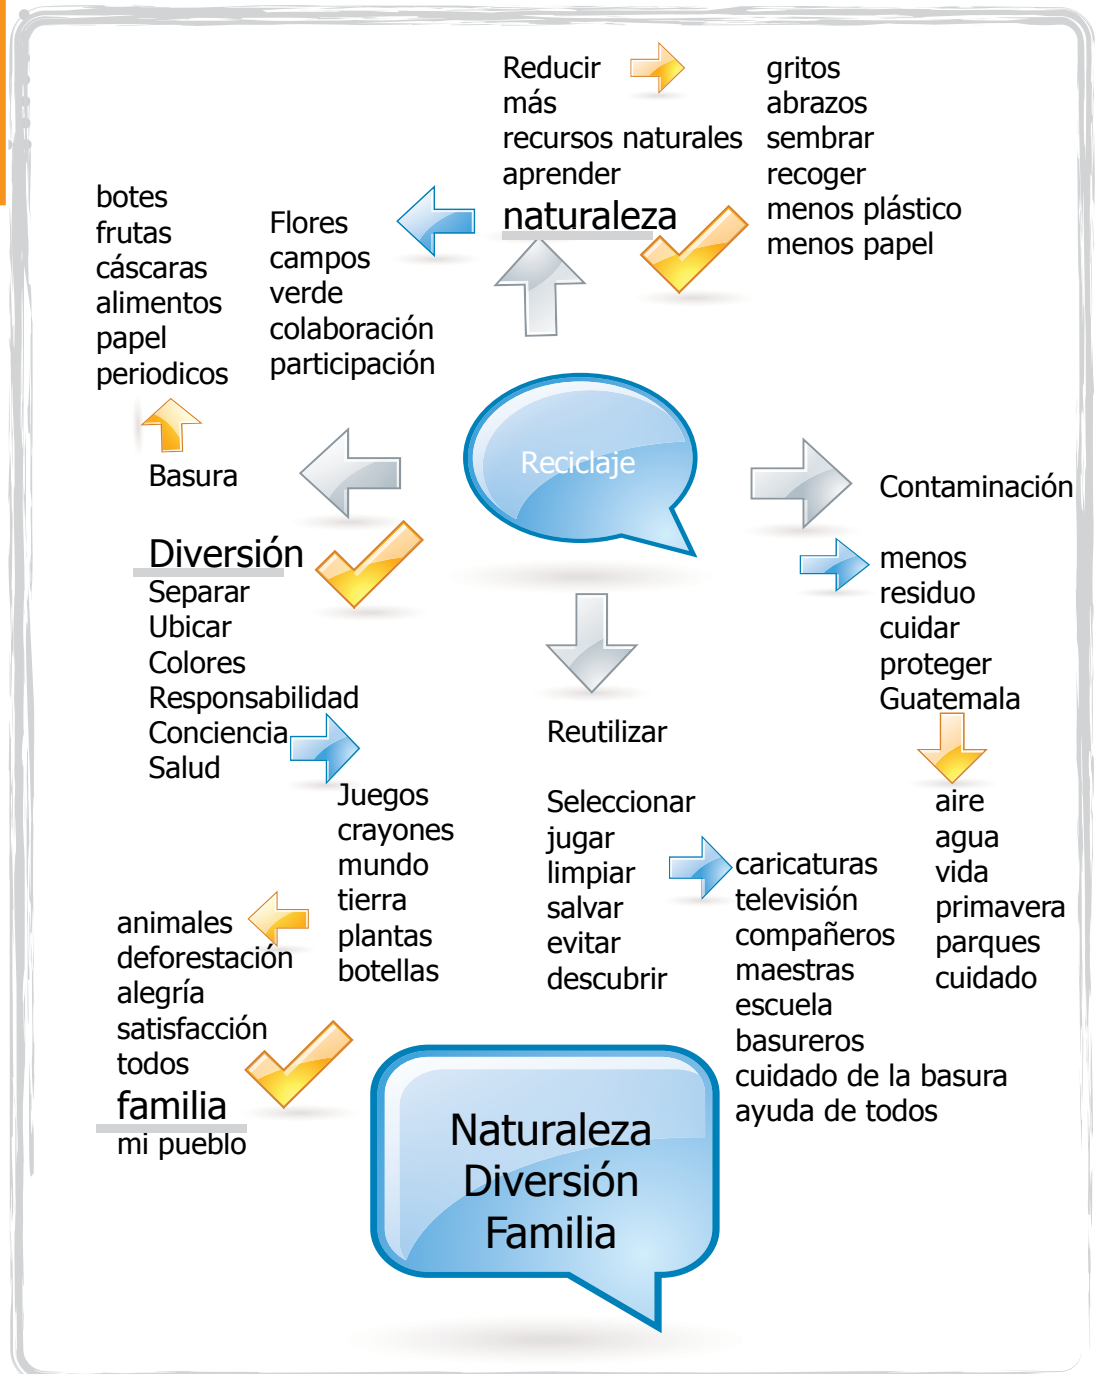 Reducir
más
recursos naturales
aprender
naturaleza
gritos
abrazos
sembrar
recoger
menos plástico
menos papel
Flores
campos
verde
colaboración
participación
botes
frutas
cáscaras
alimentos
papel
periodicos
Basura
Reciclaje
Contaminación
Diversión
Separar
Ubicar
Colores
Responsabilidad
Conciencia
Salud
menos
residuo
cuidar
proteger
Guatemala
Reutilizar
Seleccionar
jugar
limpiar
salvar
evitar
descubrir
Juegos
crayones
mundo
tierra
plantas
botellas
caricaturas
televisión
compañeros
maestras
escuela
basureros
cuidado de la basura
ayuda de todos
aire
agua
vida
primavera
parques
cuidado
animales
deforestación
alegría
satisfacción
todos
familia
mi pueblo
Naturaleza
Diversión
Familia